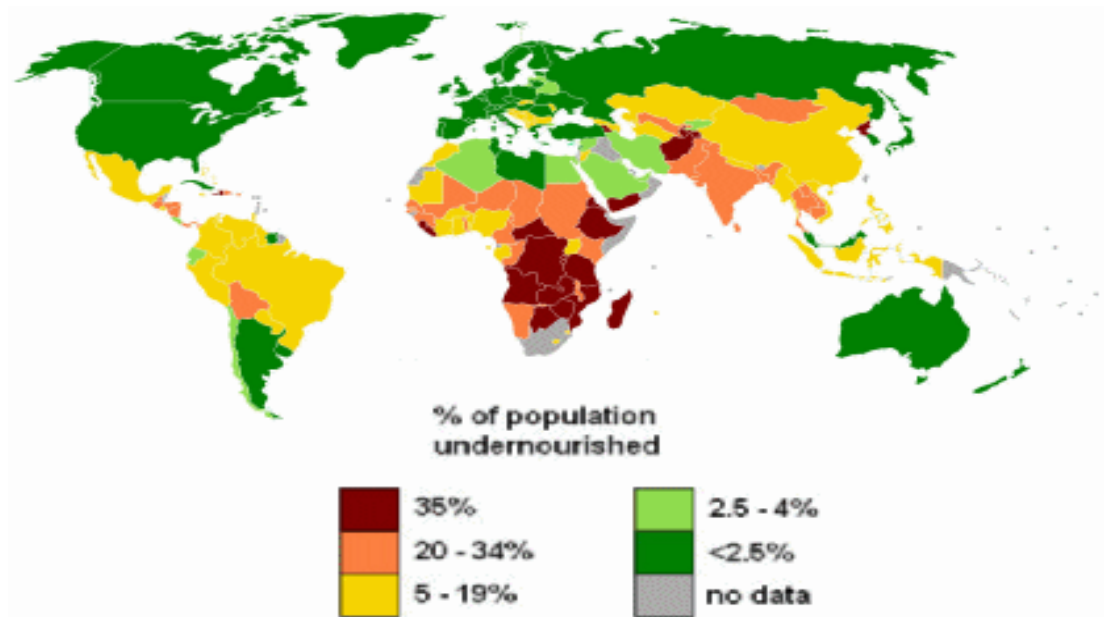 % of population
undernourished
35%
20 - 34%
5 - 19%
2.5 - 4%
<2.5%
no data